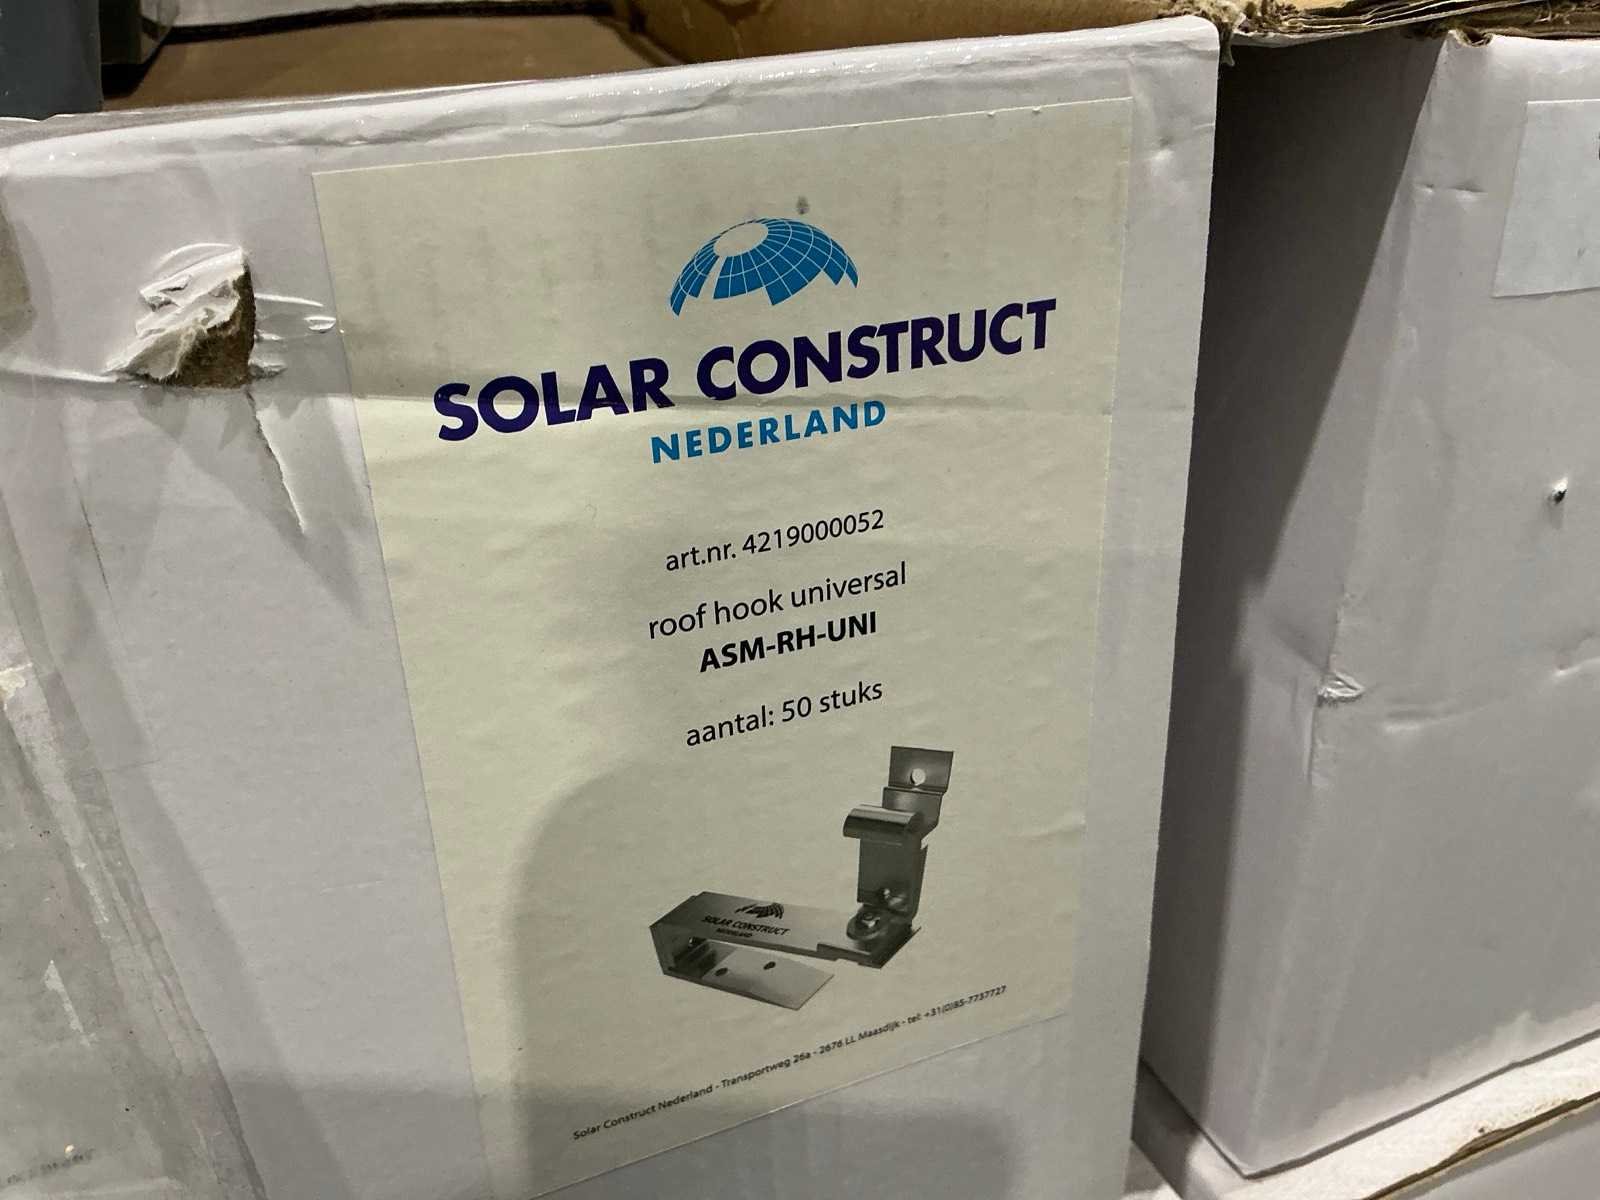 SOLAR CONSTRUCT
NEDERLAND
art.nr. 4219000052
roof hook universal
ASM-RH-UNI
aantal: 50 stuks
SOLAR CONSTRUCT
NEDERLAND
Solar Construct Nederland - Transportweg 26a - 2676 LL Maasdijk - tel: +31(0)85-7737727